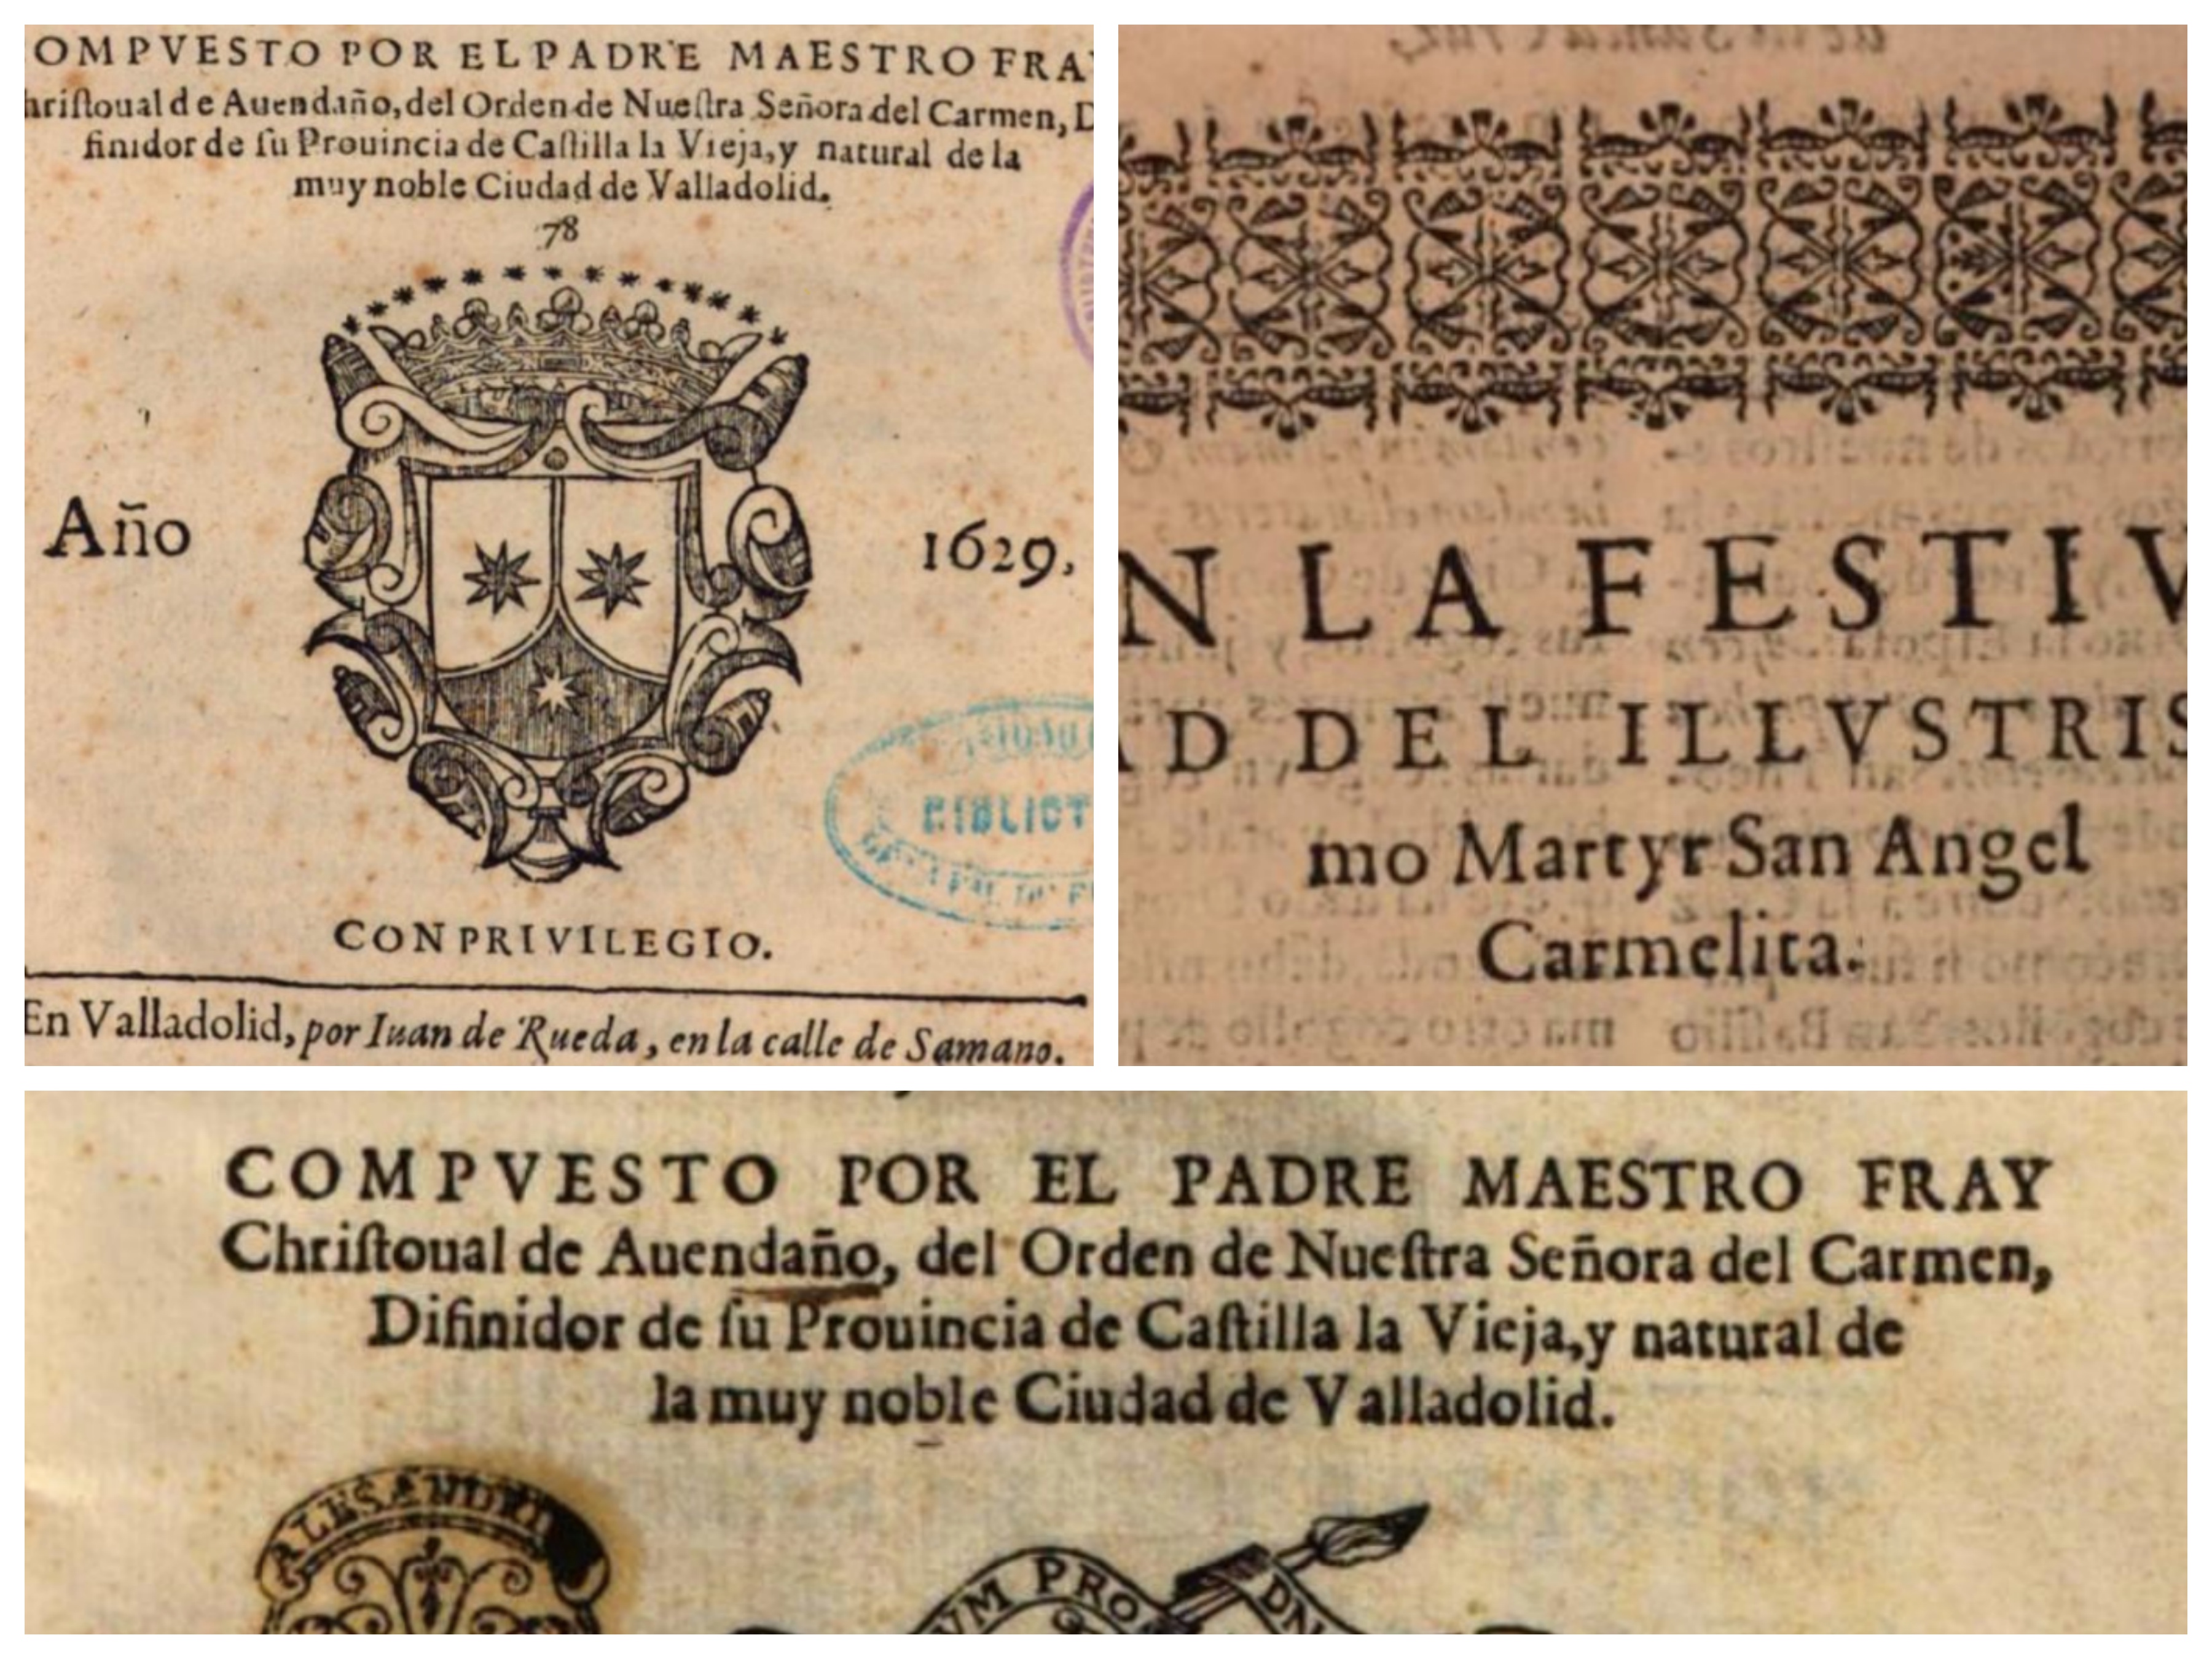 OMPVESTO POR EL PADRE MAESTRO FRA
hriſtoual de Auendaño, del Orden de Nueſtra Señora del Carmen, D
finidor de ſu Prouincia de Caſtilla la Vieja, y natural de la
muy noble Ciudad de Valladolid.
78
Año 1629,
BIBLIOT
CON PRIVILEGIO.
En Valladolid, por Iuan de Rueda, en la calle de Samano.
N LA FESTIV
D DEL ILLVSTRIS
mo Martyr San Angel
Carmelita.
COMPVESTO POR EL PADRE MAESTRO FRAY
Chriſtoual de Auendaño, del Orden de Nueſtra Señora del Carmen,
Difinidor de ſu Prouincia de Caſtilla la Vieja, y natural de
la muy noble Ciudad de Valladolid.
VM PRO DN